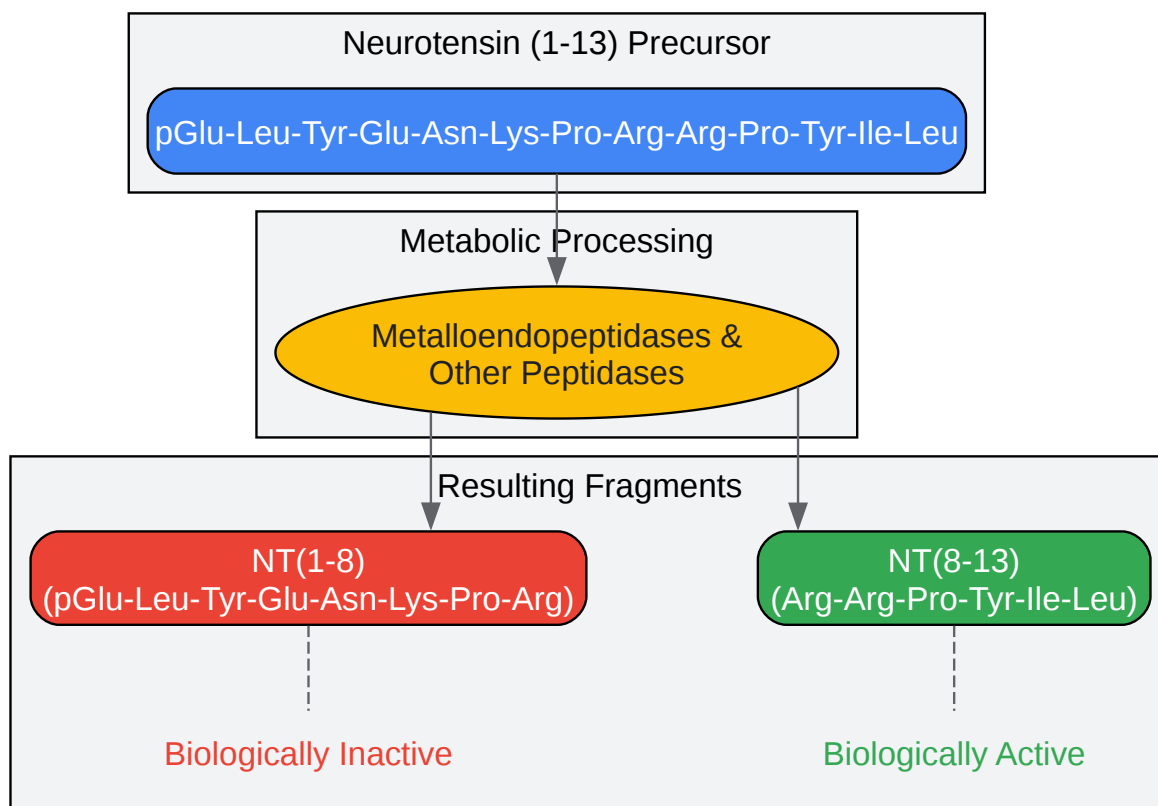 Neurotensin (1-13) Precursor
pGlu-Leu-Tyr-Glu-Asn-Lys-Pro-Arg-Arg-Pro-Tyr-Ile-Leu
Metabolic Processing
Metalloendopeptidases &
Other Peptidases
Resulting Fragments
NT(1-8)
(pGlu-Leu-Tyr-Glu-Asn-Lys-Pro-Arg)
NT(8-13)
(Arg-Arg-Pro-Tyr-Ile-Leu)
Biologically Inactive
Biologically Active